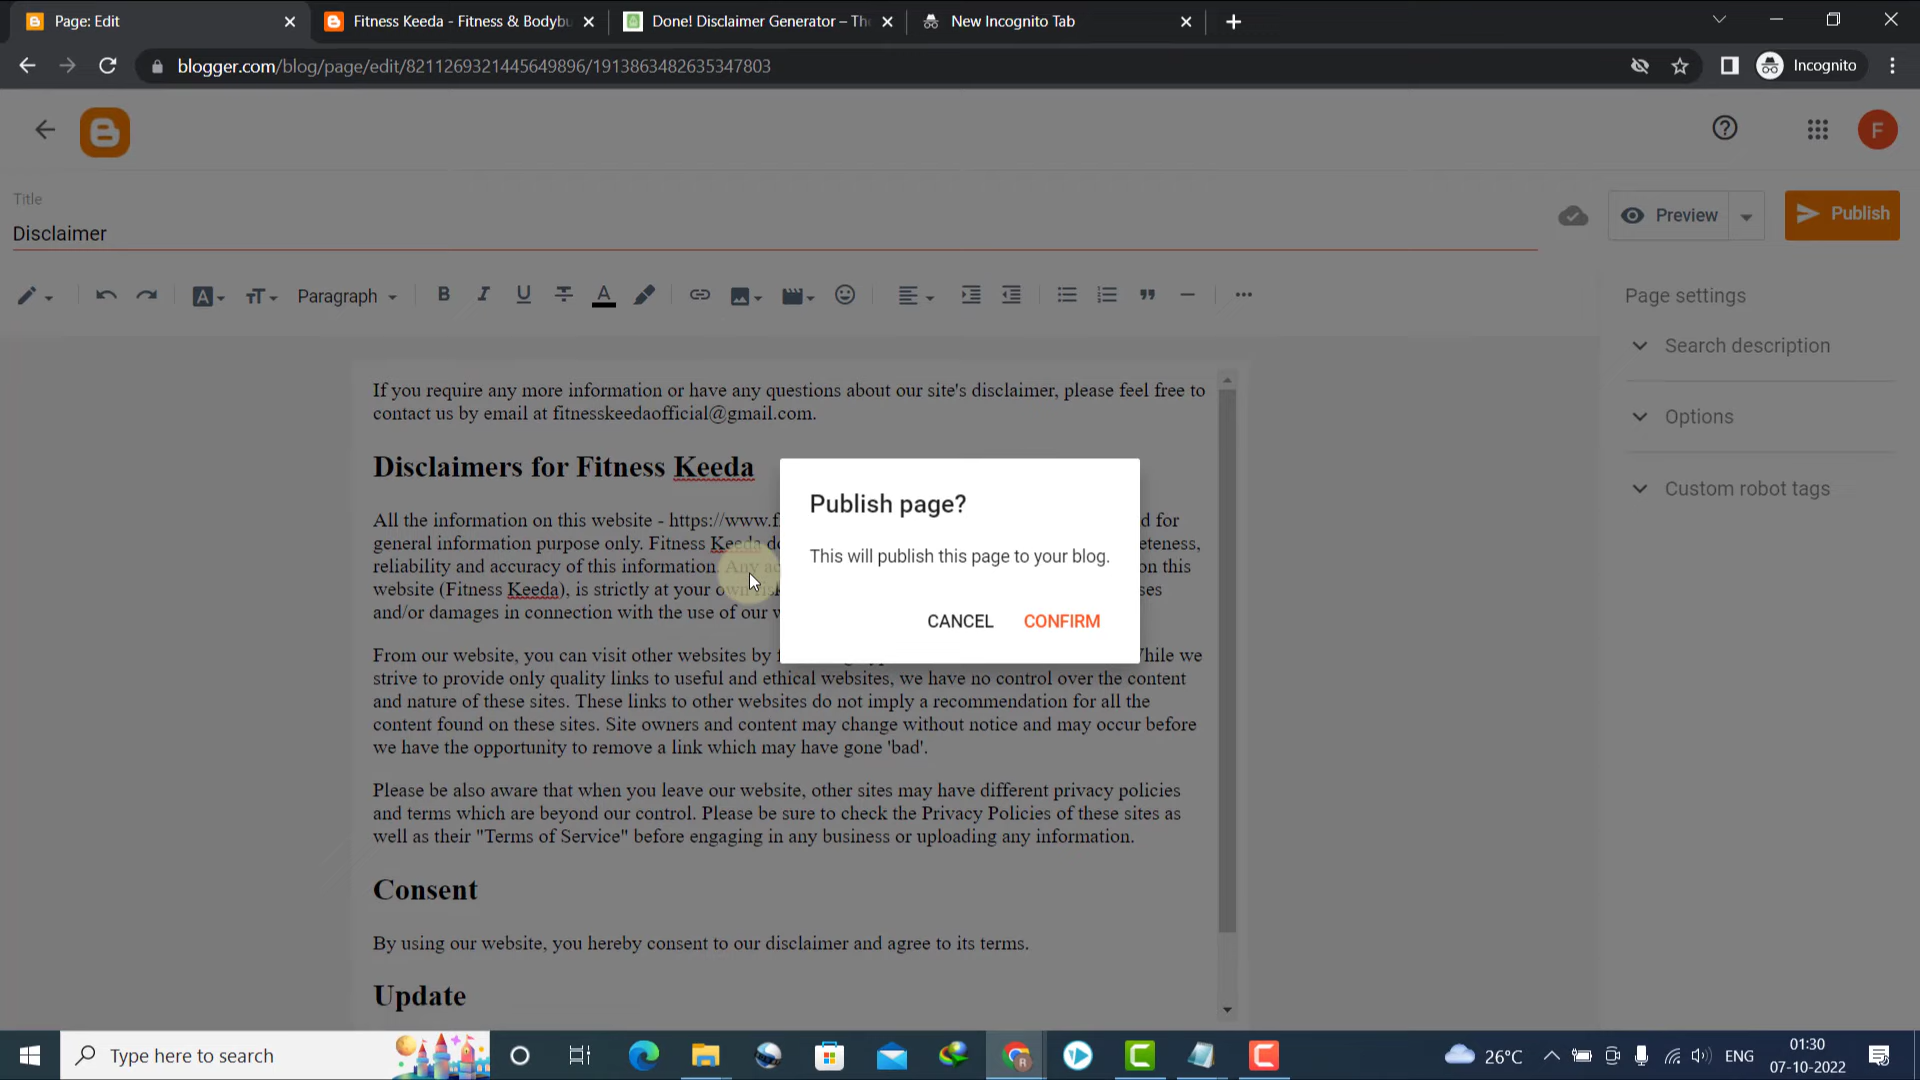 Page: Edit
Fitness Keeda - Fitness & Bodybu
Done! Disclaimer Generator – The
New Incognito Tab
blogger.com/blog/page/edit/8211269321445649896/1913863482635347803
Incognito
F
Title
Disclaimer
Preview
Publish
Paragraph
Page settings
Search description
Options
Custom robot tags
If you require any more information or have any questions about our site's disclaimer, please feel free to
contact us by email at fitnesskeedaofficial@gmail.com.
Disclaimers for Fitness Keeda
All the information on this website - https://www.f d for
general information purpose only. Fitness Keeda do eteness,
reliability and accuracy of this information. Any ac on this
website (Fitness Keeda), is strictly at your own risk ses
and/or damages in connection with the use of our w
From our website, you can visit other websites by f While we
strive to provide only quality links to useful and ethical websites, we have no control over the content
and nature of these sites. These links to other websites do not imply a recommendation for all the
content found on these sites. Site owners and content may change without notice and may occur before
we have the opportunity to remove a link which may have gone 'bad'.
Please be also aware that when you leave our website, other sites may have different privacy policies
and terms which are beyond our control. Please be sure to check the Privacy Policies of these sites as
well as their "Terms of Service" before engaging in any business or uploading any information.
Consent
By using our website, you hereby consent to our disclaimer and agree to its terms.
Update
Publish page?
This will publish this page to your blog.
CANCEL
CONFIRM
Type here to search
26°C
ENG
01:30
07-10-2022